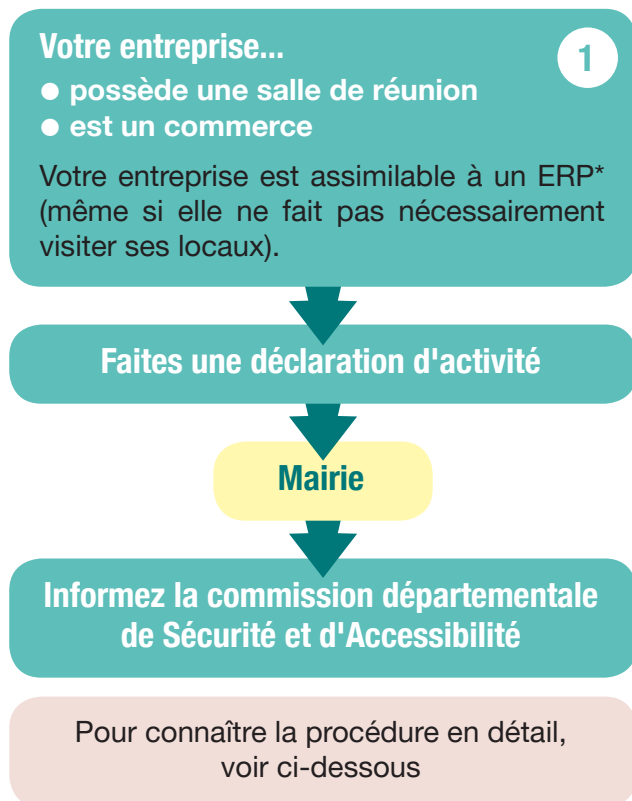 Votre entreprise...
1
● possède une salle de réunion
● est un commerce
Votre entreprise est assimilable à un ERP*
(même si elle ne fait pas nécessairement
visiter ses locaux).
Faites une déclaration d'activité
Mairie
Informez la commission départementale
de Sécurité et d'Accessibilité
Pour connaître la procédure en détail,
voir ci-dessous